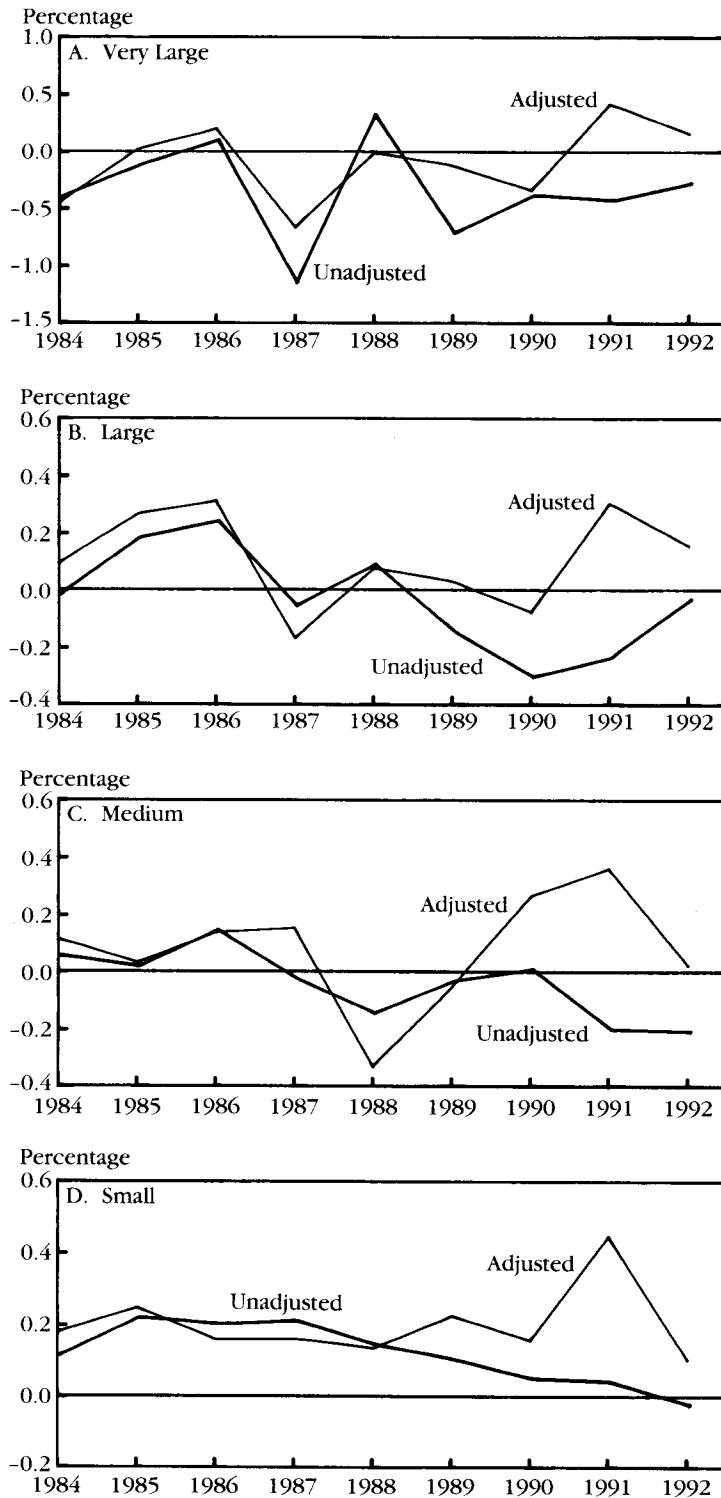 Percentage
1.0
A. Very Large
Adjusted
0.5
0.0
-0.5
Unadjusted
-1.0
-1.5
1984 1985 1986 1987 1988 1989 1990 1991 1992
Percentage
0.6
B. Large
0.4
Adjusted
0.2
0.0
Unadjusted
-0.2
-0.4
1984 1985 1986 1987 1988 1989 1990 1991 1992
Percentage
0.6
C. Medium
0.4
Adjusted
0.2
0.0
Unadjusted
-0.2
-0.4
1984 1985 1986 1987 1988 1989 1990 1991 1992
Percentage
0.6
D. Small
0.4
Adjusted
Unadjusted
0.2
0.0
-0.2
1984 1985 1986 1987 1988 1989 1990 1991 1992